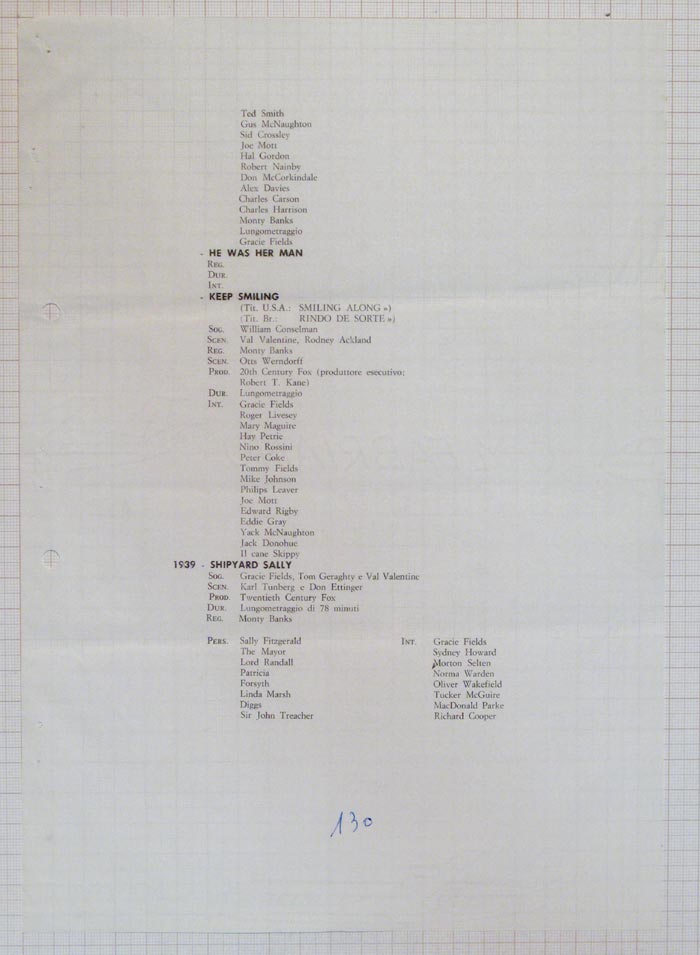 Ted Smith
Gus McNaughton
Sid Crossley
Joe Mott
Hal Gordon
Robert Nainby
Don McCorkindale
Alex Davies
Charles Carson
Charles Harrison
Monty Banks
Lungometraggio
Gracie Fields
- HE WAS HER MAN
REG.
DUR.
INT.
- KEEP SMILING
(Tit. U.S.A.: SMILING ALONG »)
(Tit. Br.: RINDO DE SORTE »)
SOG. William Conselman
SCEN. Val Valentine, Rodney Ackland
REG. Monty Banks
SCEN. Otts Werndorff
PROD. 20th Century Fox (produttore esecutivo:
Robert T. Kane)
DUR. Lungometraggio
INT. Gracie Fields
Roger Livesey
Mary Maguire
Hay Petrie
Nino Rossini
Peter Coke
Tommy Fields
Mike Johnson
Philips Leaver
Joe Mott
Edward Rigby
Eddie Gray
Yack McNaughton
Jack Donohue
Il cane Skippy
1939 - SHIPYARD SALLY
SOG. Gracie Fields, Tom Geraghty e Val Valentine
SCEN. Karl Tunberg e Don Ettinger
PROD. Twentieth Century Fox
DUR. Lungometraggio di 78 minuti
REG. Monty Banks
PERS. Sally Fitzgerald INT. Gracie Fields
The Mayor Sydney Howard
Lord Randall Morton Selten
Patricia Norma Warden
Forsyth Oliver Wakefield
Linda Marsh Tucker McGuire
Diggs MacDonald Parke
Sir John Treacher Richard Cooper
130